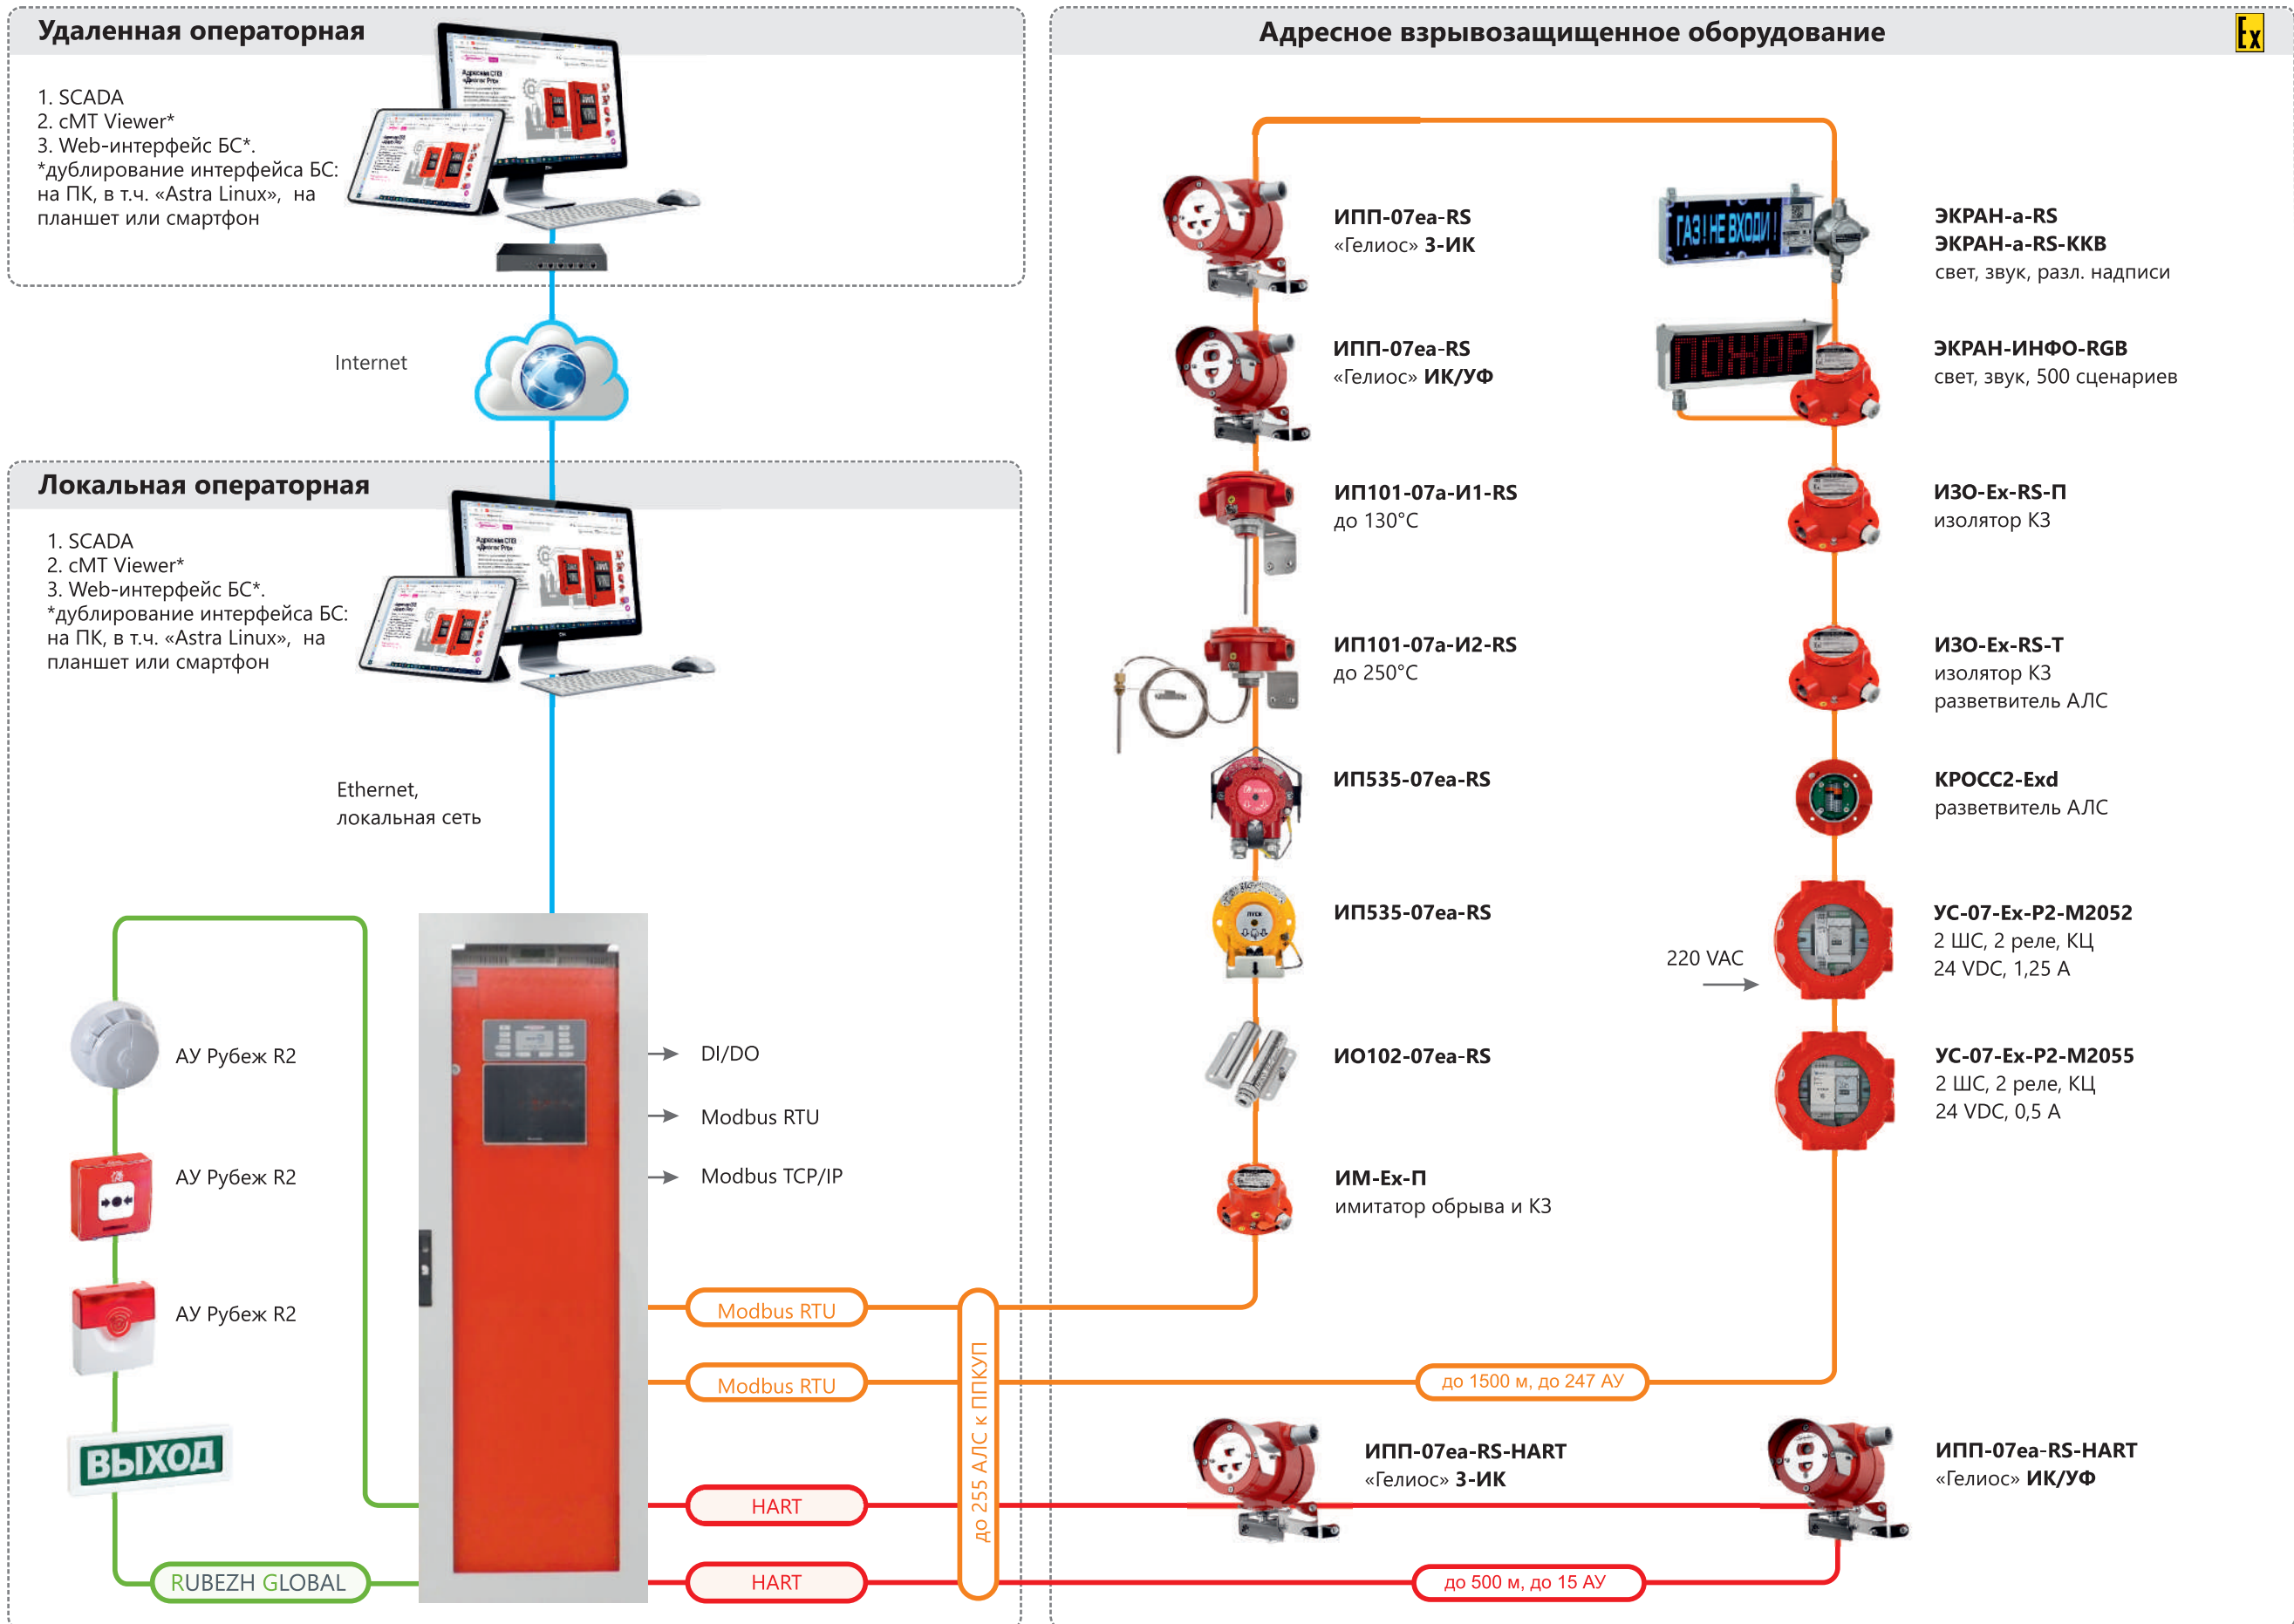 Удаленная операторная
1. SCADA
2. cMT Viewer*
3. Web-интерфейс БС*.
*дублирование интерфейса БС:
на ПК, в т.ч. «Astra Linux», на
планшет или смартфон
Internet
Локальная операторная
1. SCADA
2. cMT Viewer*
3. Web-интерфейс БС*.
*дублирование интерфейса БС:
на ПК, в т.ч. «Astra Linux», на
планшет или смартфон
Ethernet,
локальная сеть
АУ Рубеж R2
АУ Рубеж R2
АУ Рубеж R2
ВЫХОД
RUBEZH GLOBAL
DI/DO
Modbus RTU
Modbus TCP/IP
Modbus RTU
Modbus RTU
HART
HART
до 255 АЛС к ППКУП
Адресное взрывозащищенное оборудование
Ex
ИПП-07еа-RS
«Гелиос» 3-ИК
ИПП-07еа-RS
«Гелиос» ИК/УФ
ИП101-07а-И1-RS
до 130°C
ИП101-07а-И2-RS
до 250°C
ИП535-07еа-RS
ПУСК
ИП535-07еа-RS
ИО102-07еа-RS
ИМ-Ex-П
имитатор обрыва и КЗ
ГАЗ! НЕ ВХОДИ!
ЭКРАН-а-RS
ЭКРАН-а-RS-ККВ
свет, звук, разл. надписи
ПОЖАР
ЭКРАН-ИНФО-RGB
свет, звук, 500 сценариев
ИЗО-Ex-RS-П
изолятор КЗ
ИЗО-Ex-RS-Т
изолятор КЗ
разветвитель АЛС
КРОСС2-Exd
разветвитель АЛС
220 VAC
УС-07-Ex-Р2-М2052
2 ШС, 2 реле, КЦ
24 VDC, 1,25 А
УС-07-Ex-Р2-М2055
2 ШС, 2 реле, КЦ
24 VDC, 0,5 А
до 1500 м, до 247 АУ
ИПП-07еа-RS-HART
«Гелиос» 3-ИК
ИПП-07еа-RS-HART
«Гелиос» ИК/УФ
до 500 м, до 15 АУ